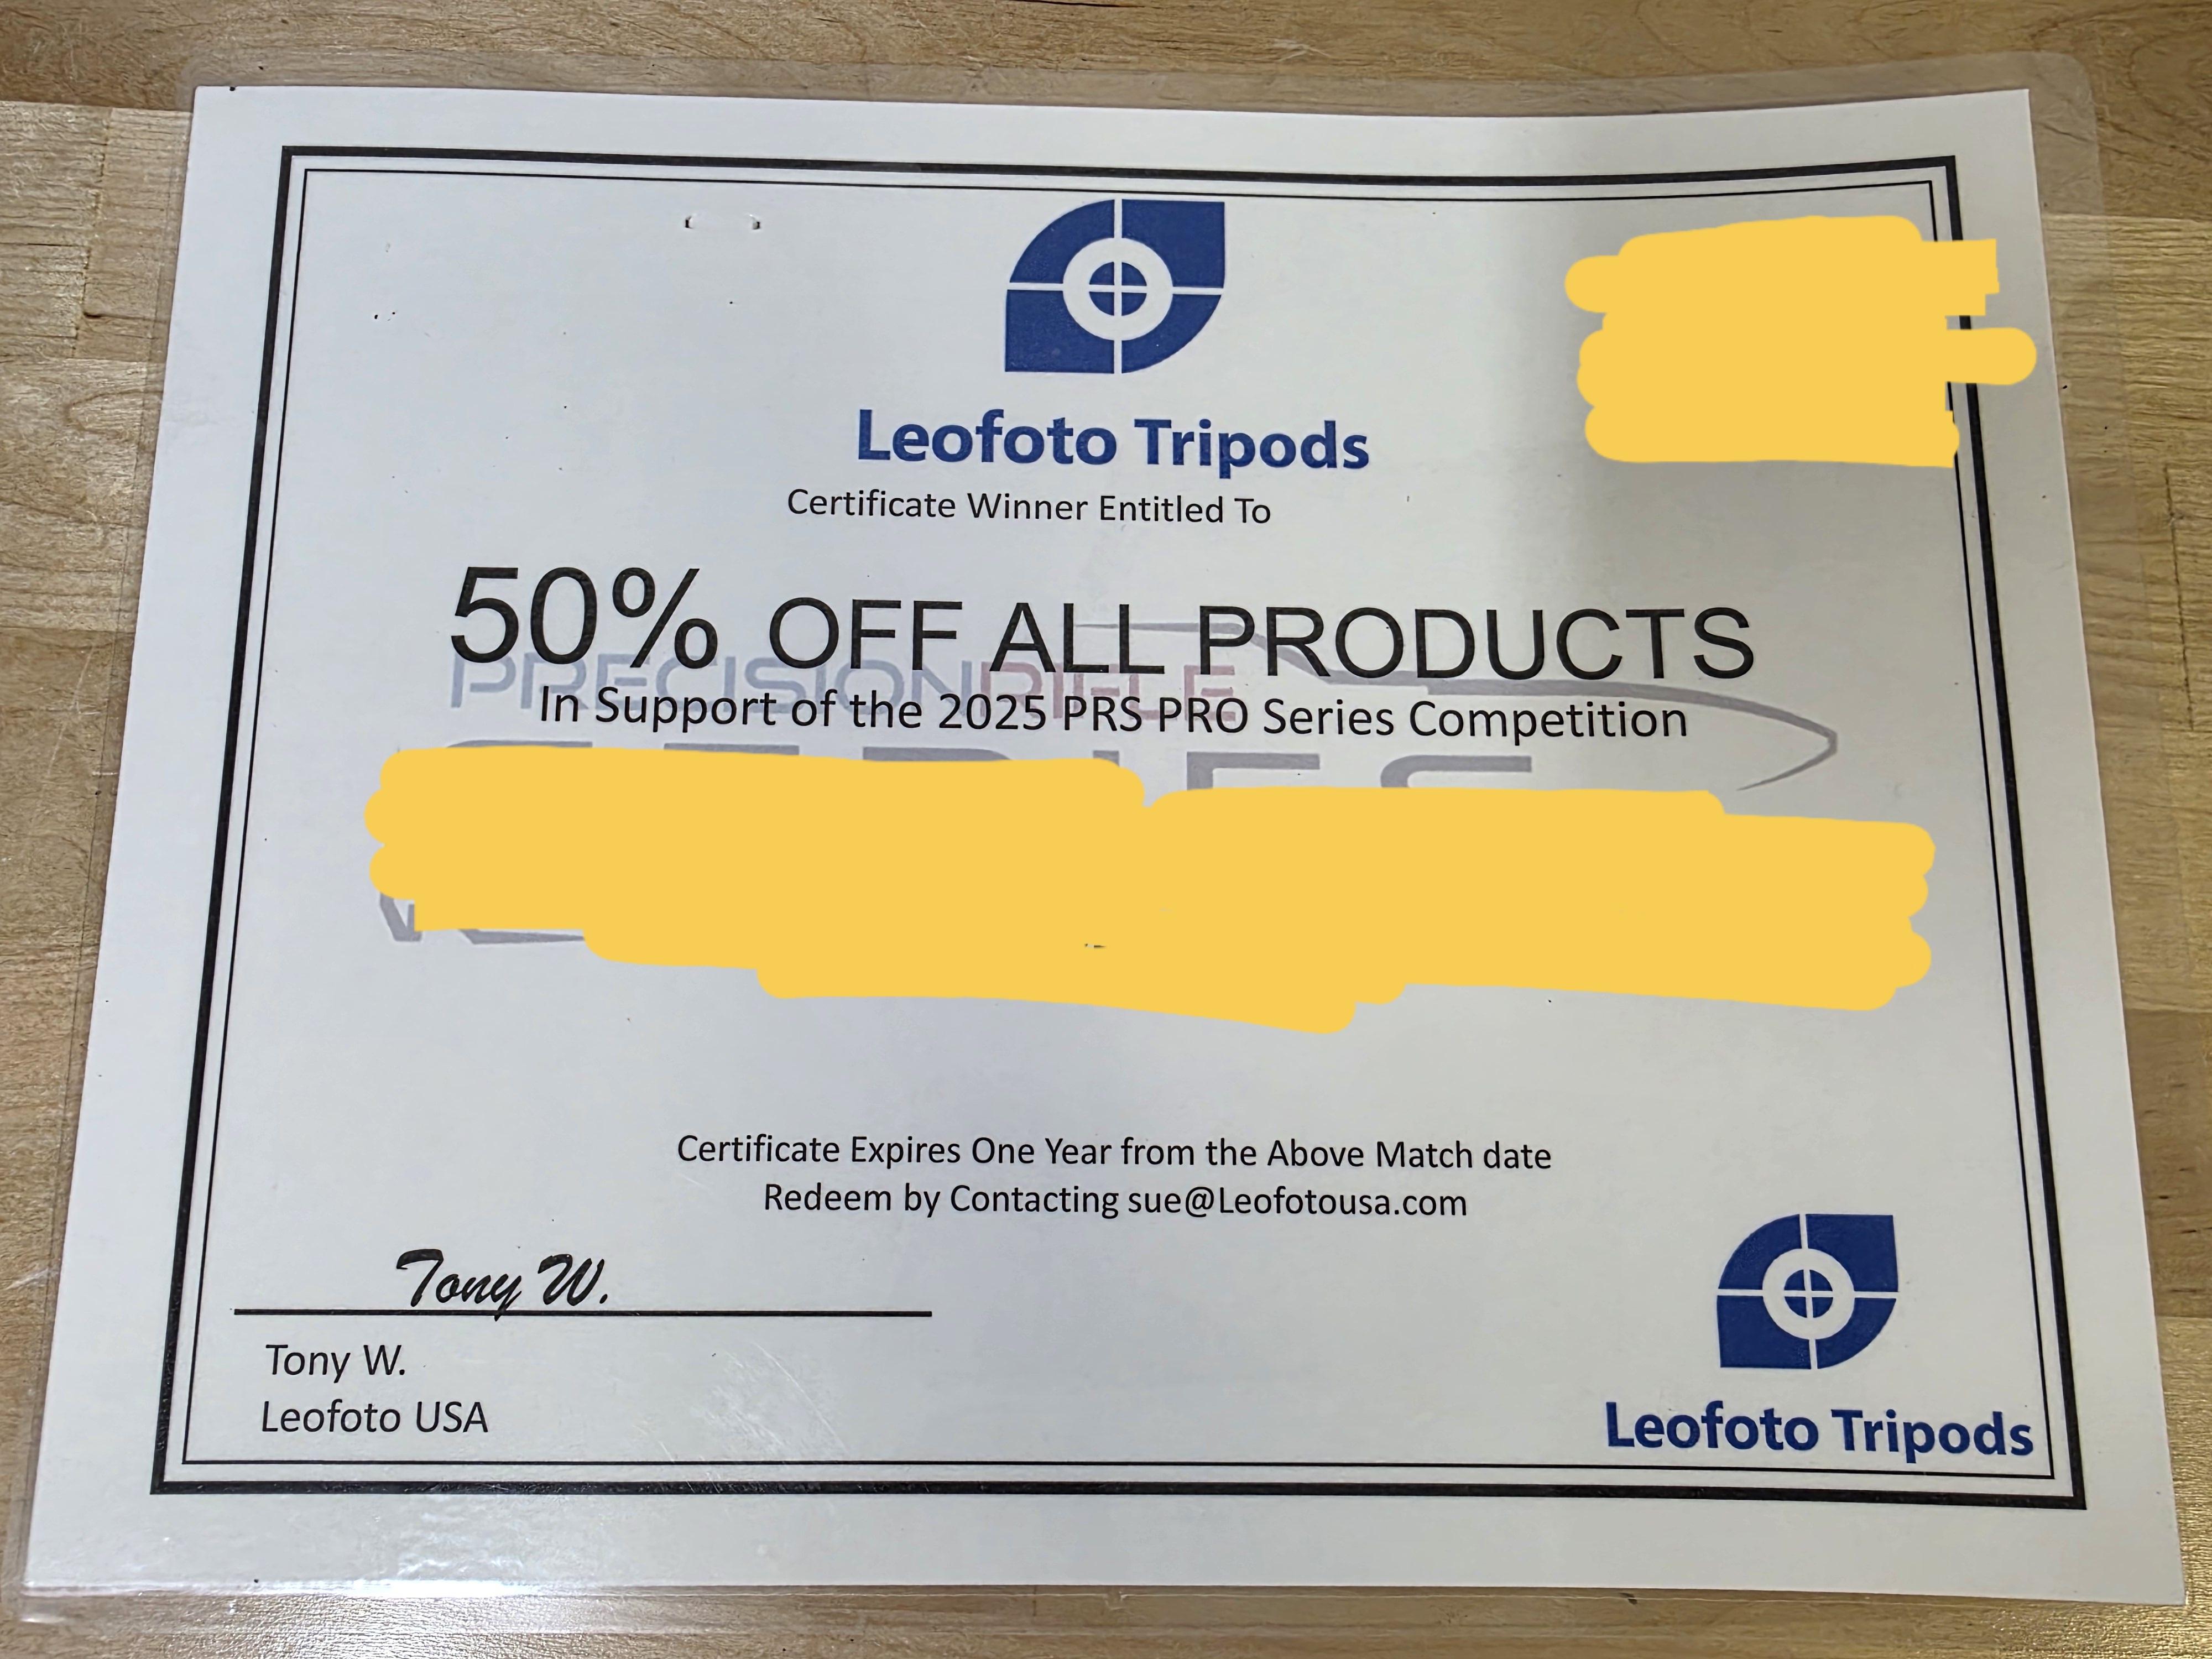 Leofoto Tripods
Certificate Winner Entitled To
50% OFF ALL PRODUCTS
PRECISIONRIFLE
In Support of the 2025 PRS PRO Series Competition
SERIES
Certificate Expires One Year from the Above Match date
Redeem by Contacting sue@Leofotousa.com
Tony W.
Tony W.
Leofoto USA
Leofoto Tripods